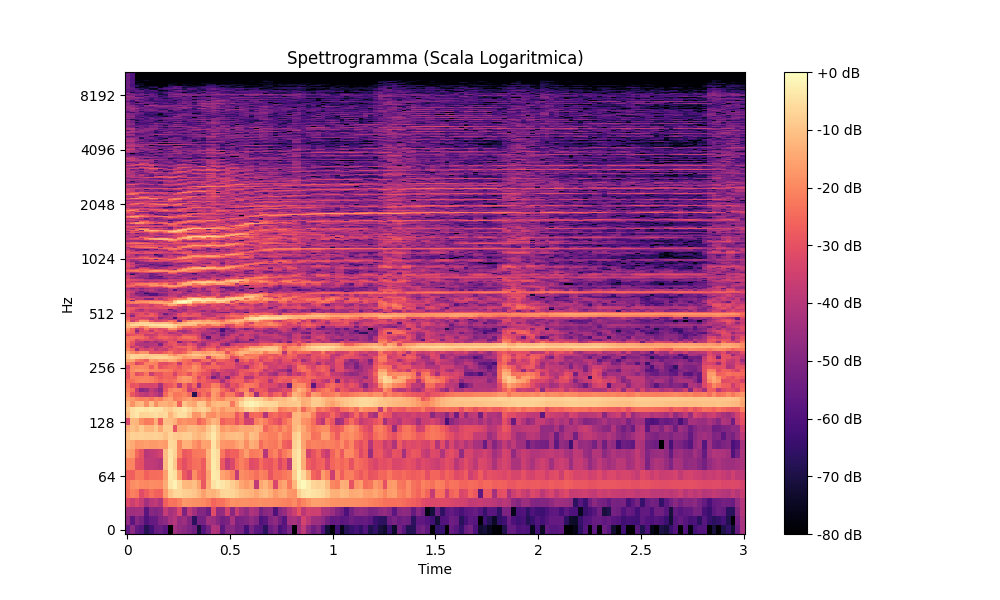 Spettrogramma (Scala Logaritmica)
8192
4096
2048
1024
512
256
128
64
0
Hz
0
0.5
1
1.5
2
2.5
3
Time
+0 dB
-10 dB
-20 dB
-30 dB
-40 dB
-50 dB
-60 dB
-70 dB
-80 dB